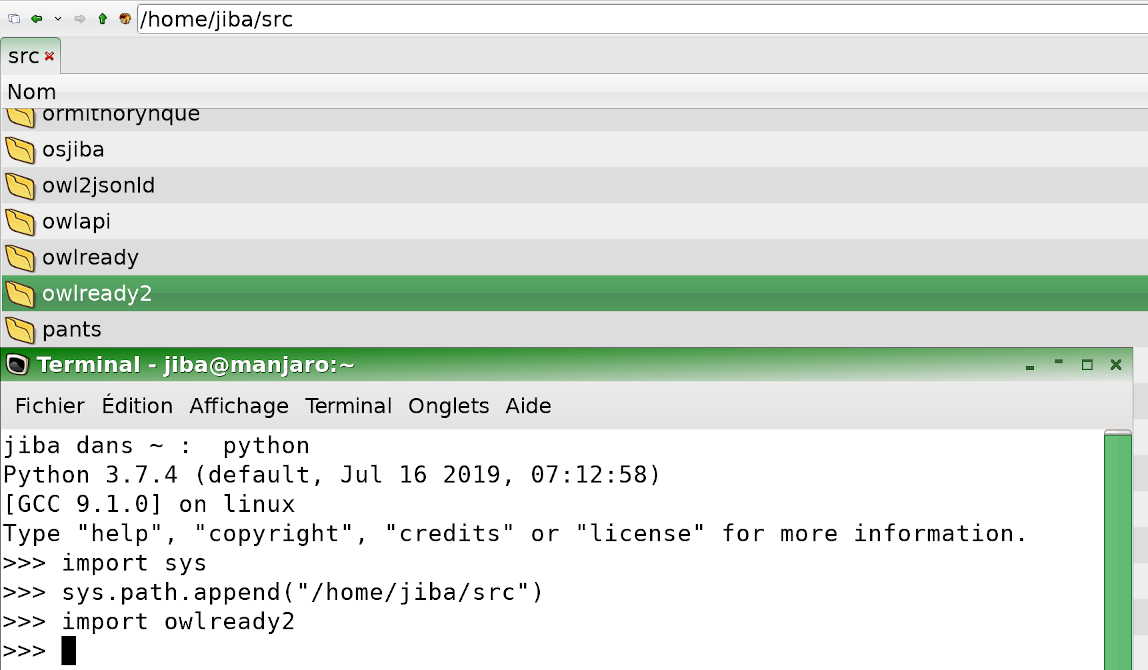 /home/jiba/src
src
Nom
ormithorynque
osjiba
owl2jsonld
owlapi
owlready
owlready2
pants
Terminal - jiba@manjaro:~
Fichier Édition Affichage Terminal Onglets Aide
jiba dans ~ :  python
Python 3.7.4 (default, Jul 16 2019, 07:12:58)
[GCC 9.1.0] on linux
Type "help", "copyright", "credits" or "license" for more information.
>>> import sys
>>> sys.path.append("/home/jiba/src")
>>> import owlready2
>>>